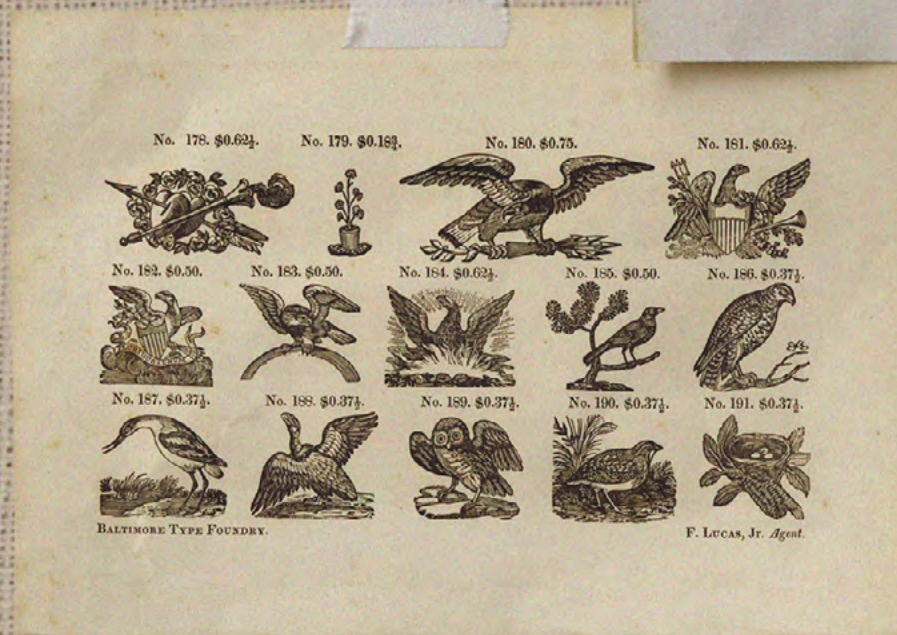 No. 178. $0.62½. No. 179. $0.18¾. No. 180. $0.75. No. 181. $0.62½.
No. 182. $0.50. No. 183. $0.50. No. 184. $0.62½. No. 185. $0.50. No. 186. $0.37½.
No. 187. $0.37½. No. 188. $0.37½. No. 189. $0.37½. No. 190. $0.37½. No. 191. $0.37½.
BALTIMORE TYPE FOUNDRY. F. LUCAS, Jr. Agent.